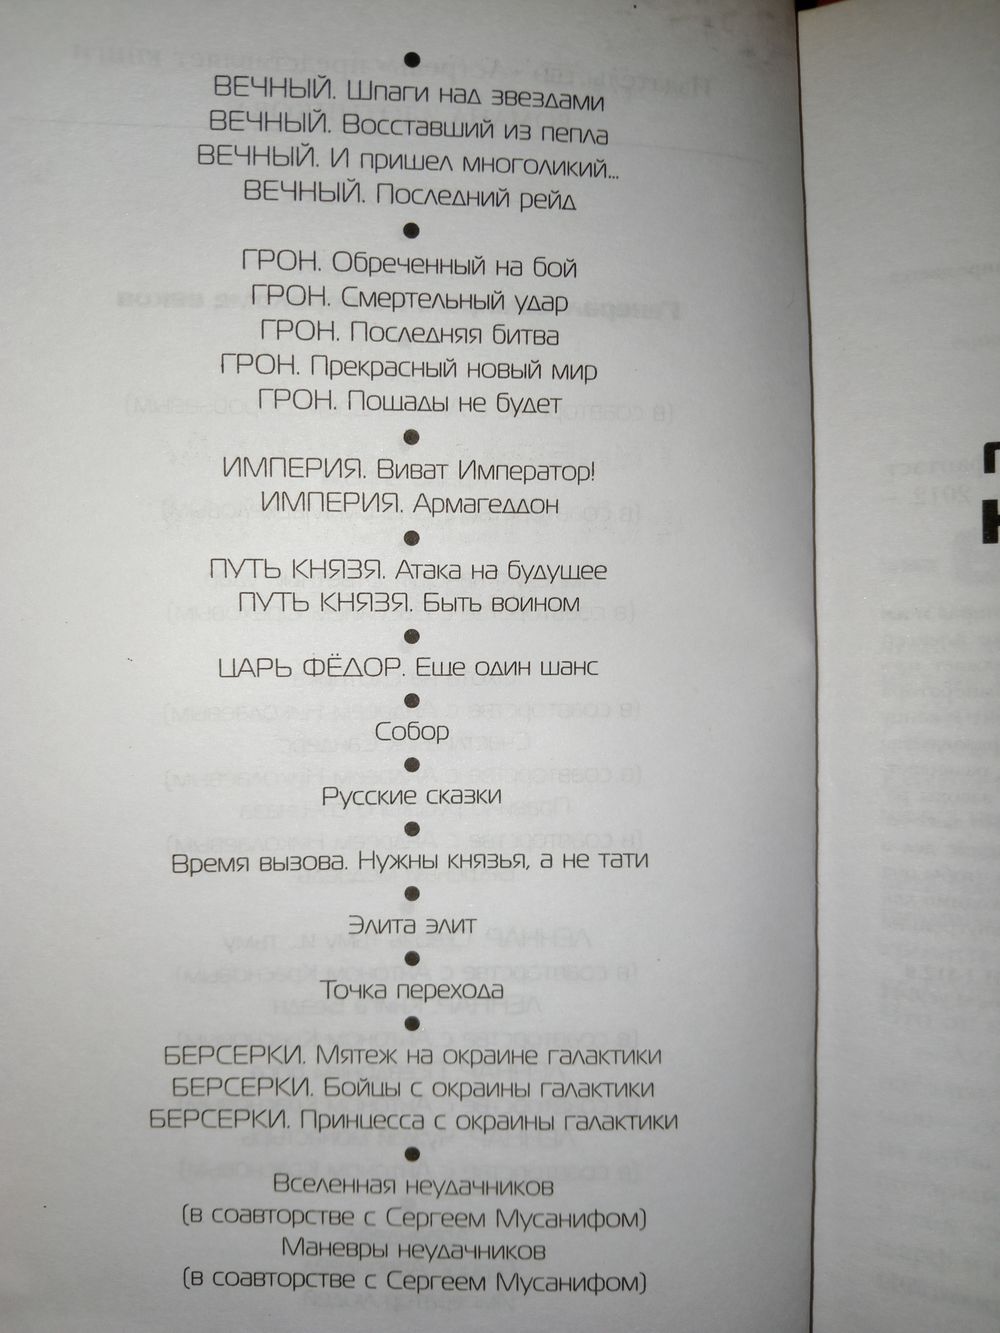 •
ВЕЧНЫЙ. Шпаги над звездами
ВЕЧНЫЙ. Восставший из пепла
ВЕЧНЫЙ. И пришел многоликий...
ВЕЧНЫЙ. Последний рейд
•
ГРОН. Обреченный на бой
ГРОН. Смертельный удар
ГРОН. Последняя битва
ГРОН. Прекрасный новый мир
ГРОН. Пощады не будет
•
ИМПЕРИЯ. Виват Император!
ИМПЕРИЯ. Армагеддон
•
ПУТЬ КНЯЗЯ. Атака на будущее
ПУТЬ КНЯЗЯ. Быть воином
•
ЦАРЬ ФЁДОР. Еще один шанс
•
Собор
•
Русские сказки
•
Время вызова. Нужны князья, а не тати
•
Элита элит
•
Точка перехода
•
БЕРСЕРКИ. Мятеж на окраине галактики
БЕРСЕРКИ. Бойцы с окраины галактики
БЕРСЕРКИ. Принцесса с окраины галактики
•
Вселенная неудачников
(в соавторстве с Сергеем Мусанифом)
Маневры неудачников
(в соавторстве с Сергеем Мусанифом)